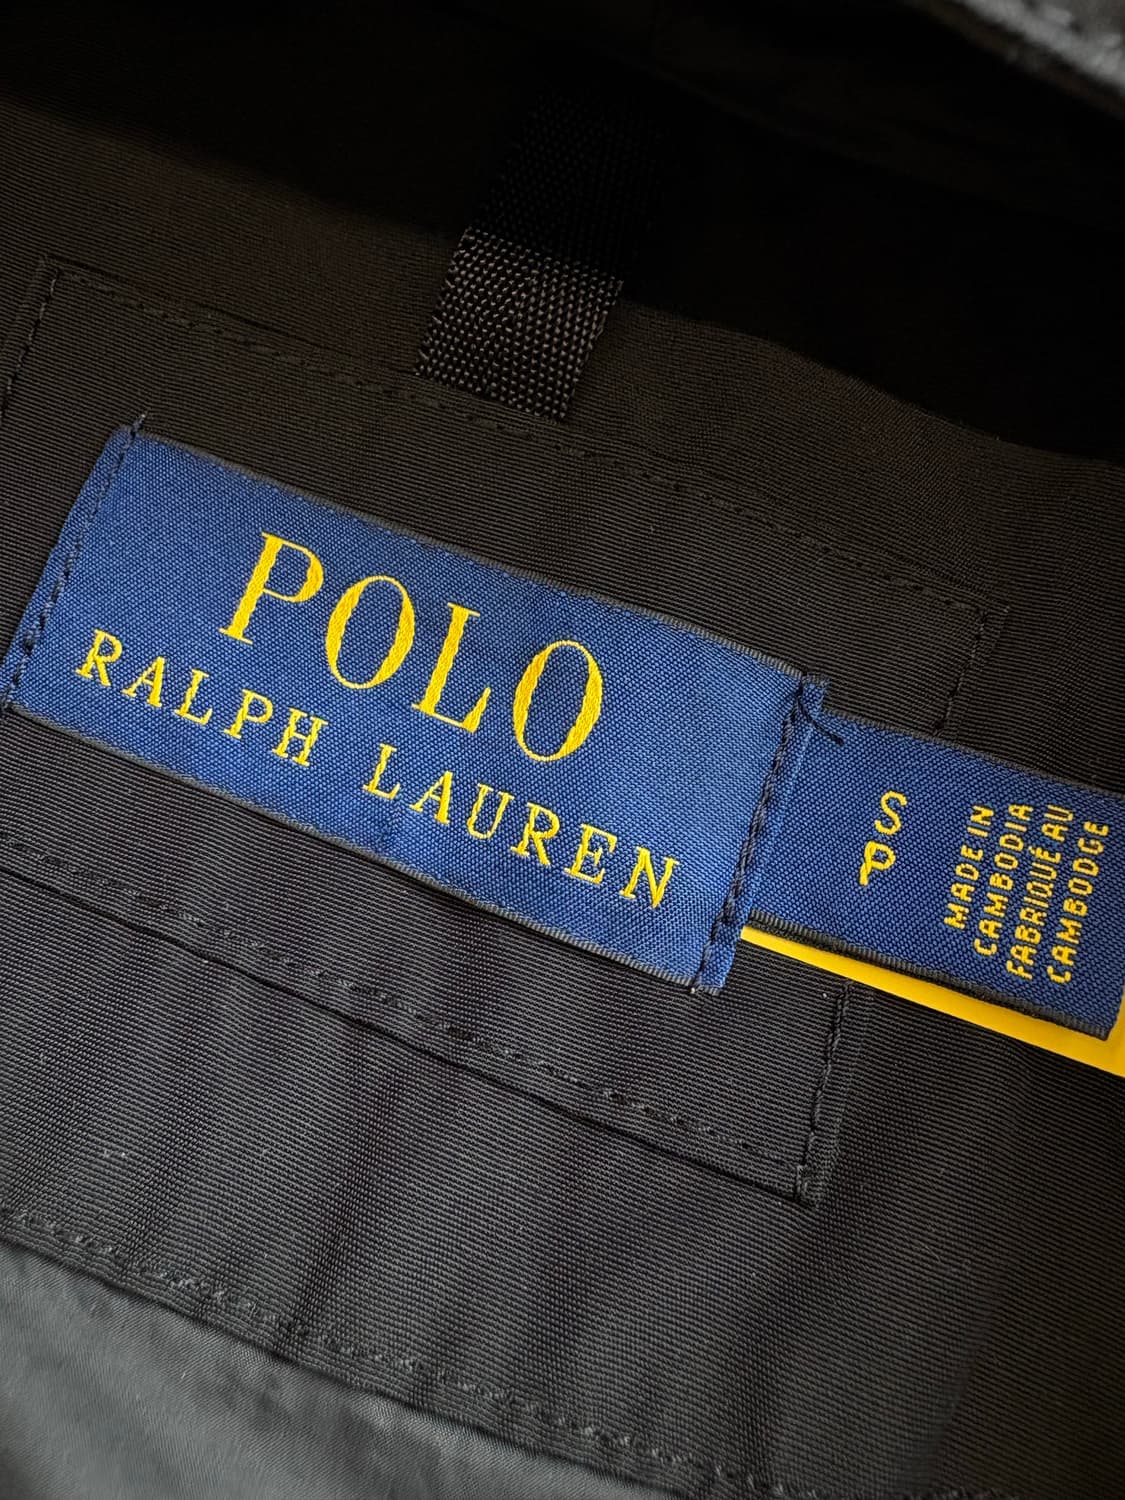 POLO
RALPH LAUREN
S
P
MADE IN
CAMBODIA
FABRIQUÉ AU
CAMBODGE